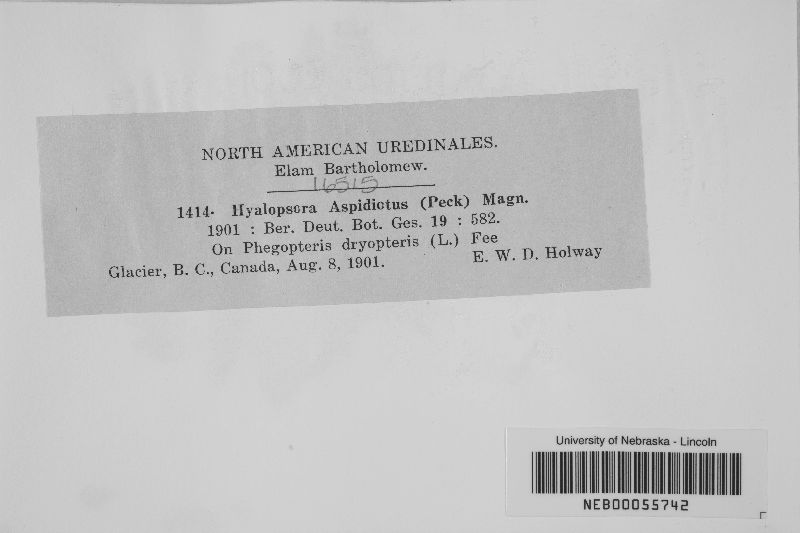 NORTH AMERICAN UREDINALES.
Elam Bartholomew.
16515
1414- Hyalopsora Aspidictus (Peck) Magn.
1901 : Ber. Deut. Bot. Ges. 19 : 582.
On Phegopteris dryopteris (L.) Fee
Glacier, B. C., Canada, Aug. 8, 1901. E. W. D. Holway
University of Nebraska - Lincoln
NEB00055742